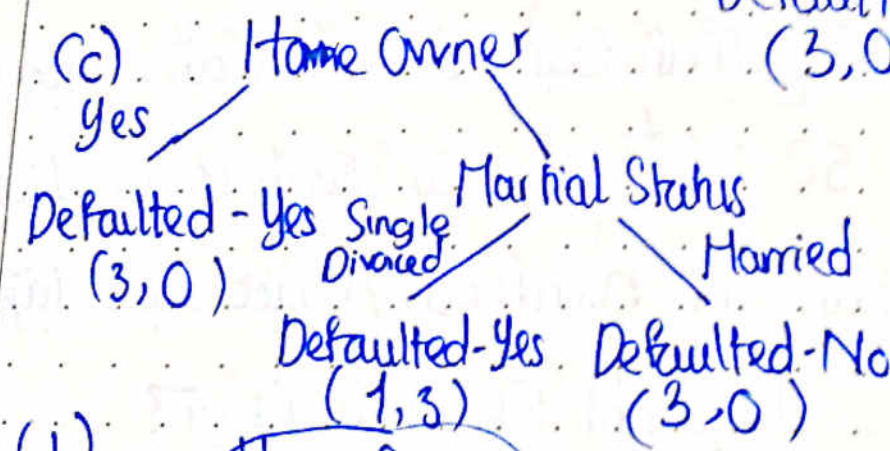 (c) Home Owner
(3,0
Yes
Martial Status
Defaulted - Yes Single
Divorced Married
(3,0)
Defaulted-Yes Defaulted-No
(1,3) (3,0)
(i)